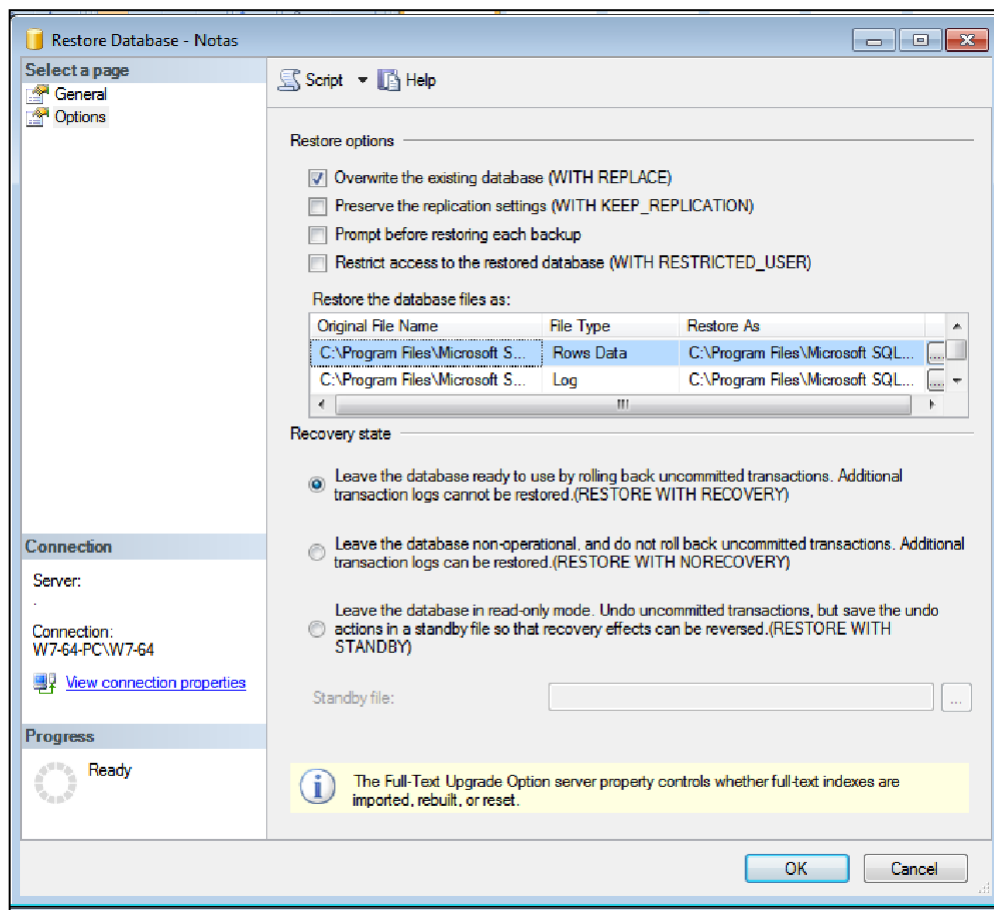 Restore Database - Notas
Select a page
General
Options
Script
Help
Restore options
Overwrite the existing database (WITH REPLACE)
Preserve the replication settings (WITH KEEP_REPLICATION)
Prompt before restoring each backup
Restrict access to the restored database (WITH RESTRICTED_USER)
Restore the database files as:
Original File Name File Type Restore As
C:\Program Files\Microsoft S... Rows Data C:\Program Files\Microsoft SQL... ...
C:\Program Files\Microsoft S... Log C:\Program Files\Microsoft SQL... ...
Recovery state
Leave the database ready to use by rolling back uncommitted transactions. Additional
transaction logs cannot be restored.(RESTORE WITH RECOVERY)
Leave the database non-operational, and do not roll back uncommitted transactions. Additional
transaction logs can be restored.(RESTORE WITH NORECOVERY)
Leave the database in read-only mode. Undo uncommitted transactions, but save the undo
actions in a standby file so that recovery effects can be reversed.(RESTORE WITH
STANDBY)
Standby file:
...
Connection
Server:
.
Connection:
W7-64-PC\W7-64
View connection properties
Progress
Ready
The Full-Text Upgrade Option server property controls whether full-text indexes are
imported, rebuilt, or reset.
OK
Cancel